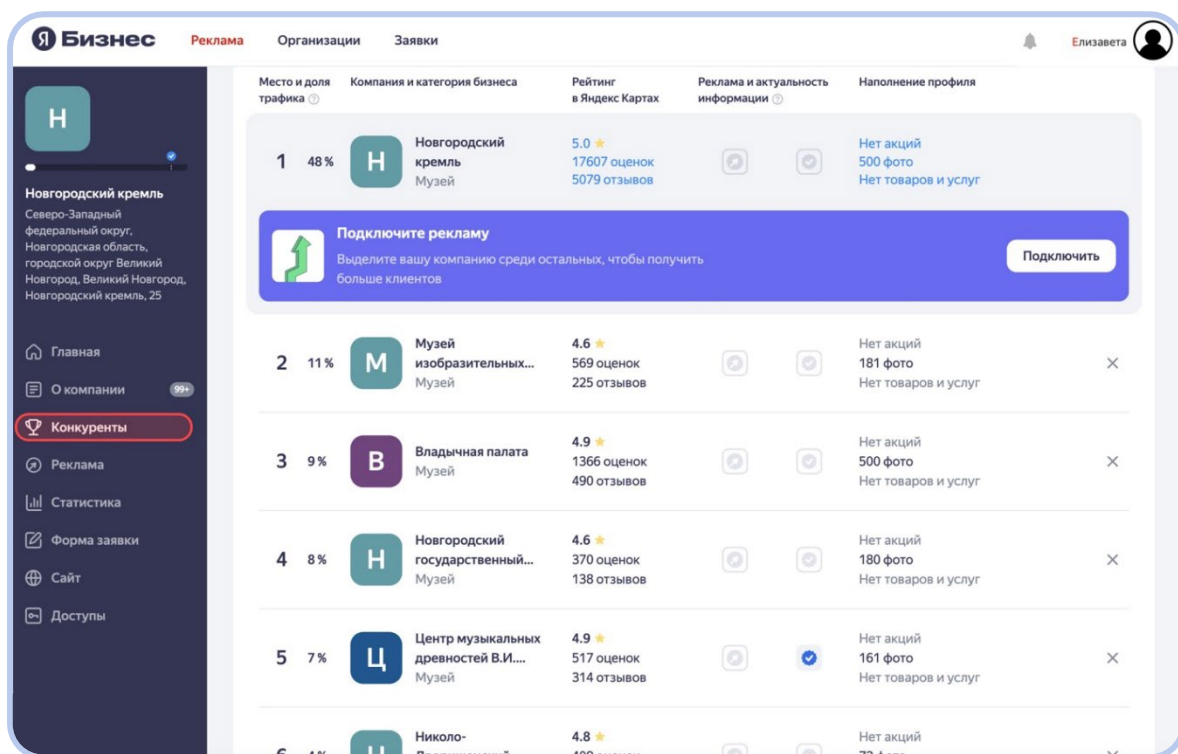 Я Бизнес Реклама Организации Заявки Елизавета
Н
Новгородский кремль
Северо-Западный
федеральный округ,
Новгородская область,
городской округ Великий
Новгород, Великий Новгород,
Новгородский кремль, 25
Главная
О компании 99+
Конкуренты
Реклама
Статистика
Форма заявки
Сайт
Доступы
Место и доля трафика ?
Компания и категория бизнеса
Рейтинг
в Яндекс Картах
Реклама и актуальность
информации ?
Наполнение профиля
1 48 %
Н
Новгородский
кремль
Музей
5.0
17607 оценок
5079 отзывов
Нет акций
500 фото
Нет товаров и услуг
Подключите рекламу
Выделите вашу компанию среди остальных, чтобы получить
больше клиентов
Подключить
2 11 %
М
Музей
изобразительных...
Музей
4.6
569 оценок
225 отзывов
Нет акций
181 фото
Нет товаров и услуг
3 9 %
В
Владычная палата
Музей
4.9
1366 оценок
490 отзывов
Нет акций
500 фото
Нет товаров и услуг
4 8 %
Н
Новгородский
государственный...
Музей
4.6
370 оценок
138 отзывов
Нет акций
180 фото
Нет товаров и услуг
5 7 %
Ц
Центр музыкальных
древностей В.И....
Музей
4.9
517 оценок
314 отзывов
Нет акций
161 фото
Нет товаров и услуг
Николо-
4.8
Нет акций